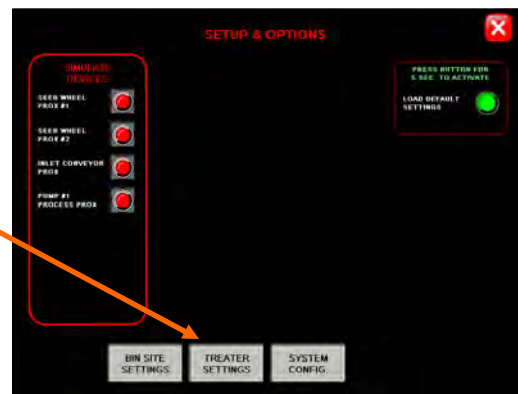 SETUP & OPTIONS
X
SIMULATE
DEVICES
SEED WHEEL
PROX #1
SEED WHEEL
PROX #2
INLET CONVEYOR
PROX
PUMP #1
PROCESS PROX
PRESS BUTTON FOR
5 SEC TO ACTIVATE
LOAD DEFAULT
SETTINGS
BIN SITE
SETTINGS
TREATER
SETTINGS
SYSTEM
CONFIG